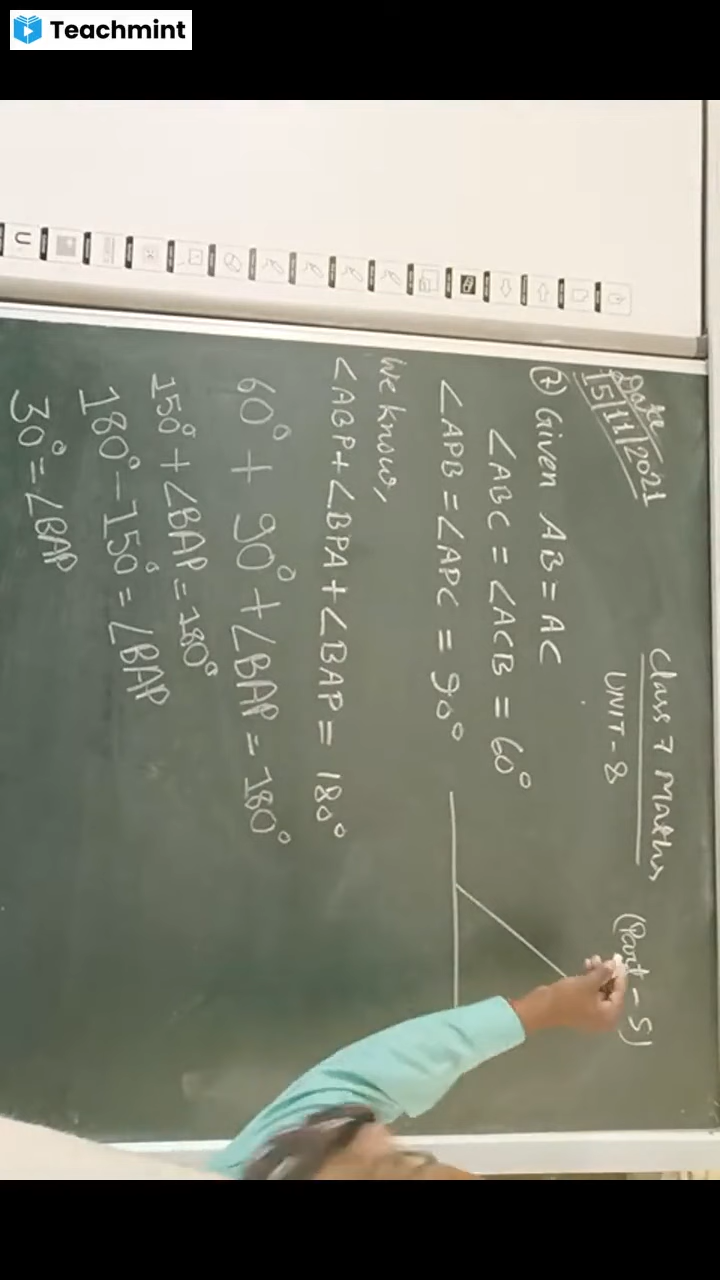 Teachmint
Date
15/11/2021
Class 7 Maths
UNIT - 8
(Part - 5)
(7) Given AB = AC
∠ABC = ∠ACB = 60°
∠APB = ∠APC = 90°
We know,
∠ABP + ∠BPA + ∠BAP = 180°
60° + 90° + ∠BAP = 180°
150° + ∠BAP = 180°
180° - 150° = ∠BAP
30° = ∠BAP